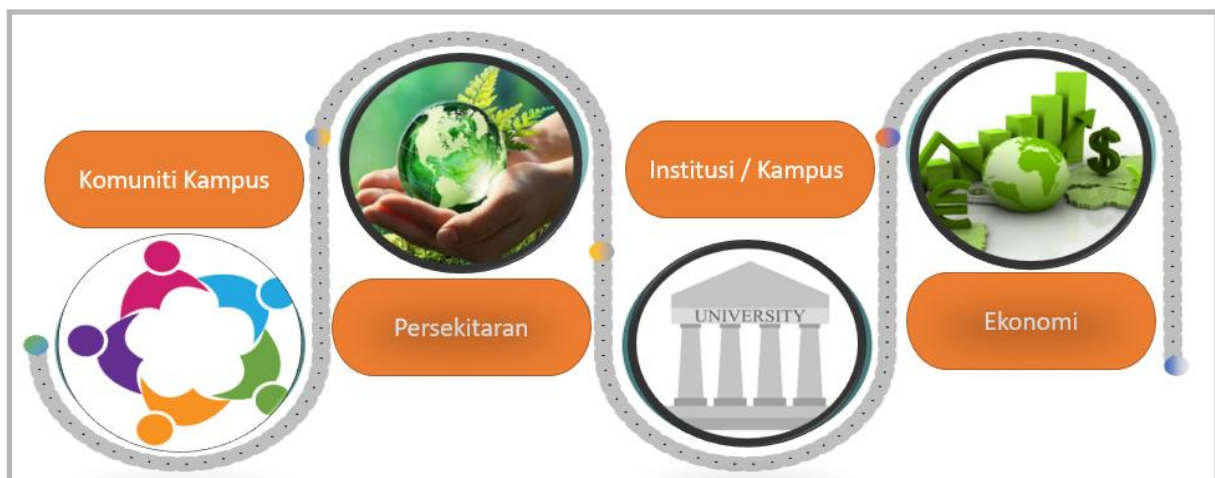 Komuniti Kampus
Persekitaran
Institusi / Kampus
UNIVERSITY
Ekonomi